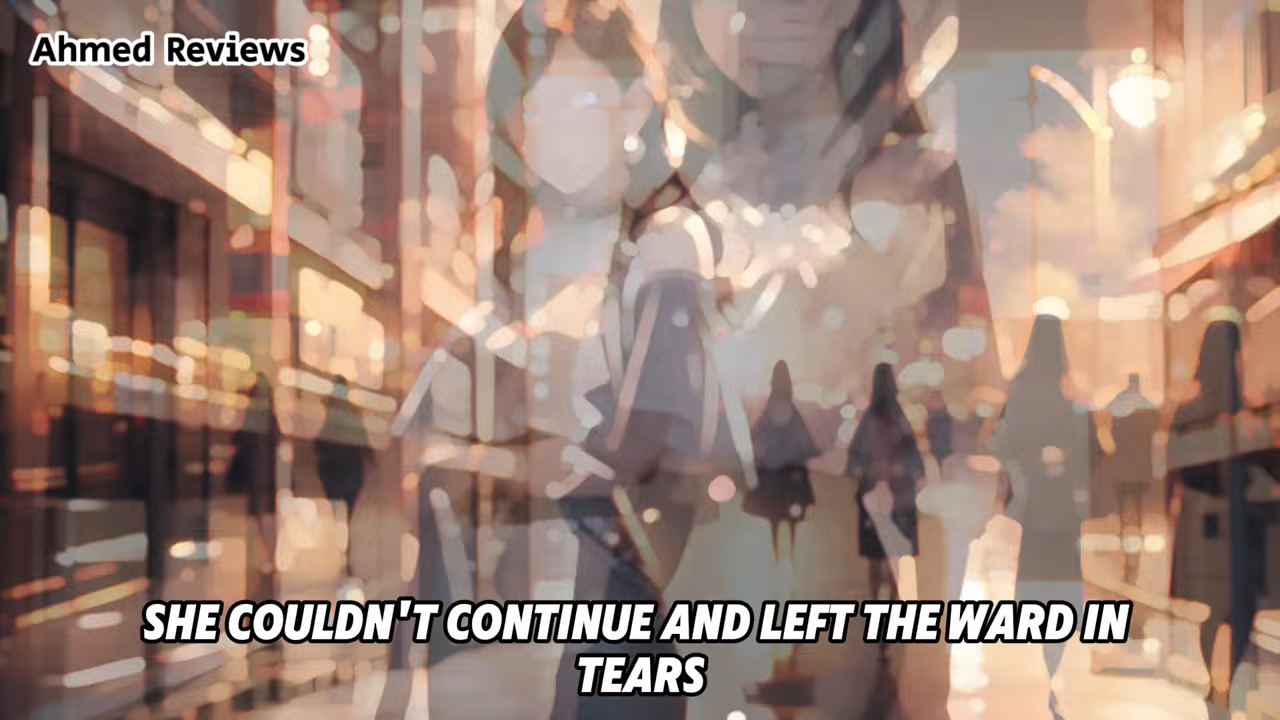 Ahmed Reviews
SHE COULDN'T CONTINUE AND LEFT THE WARD IN
TEARS